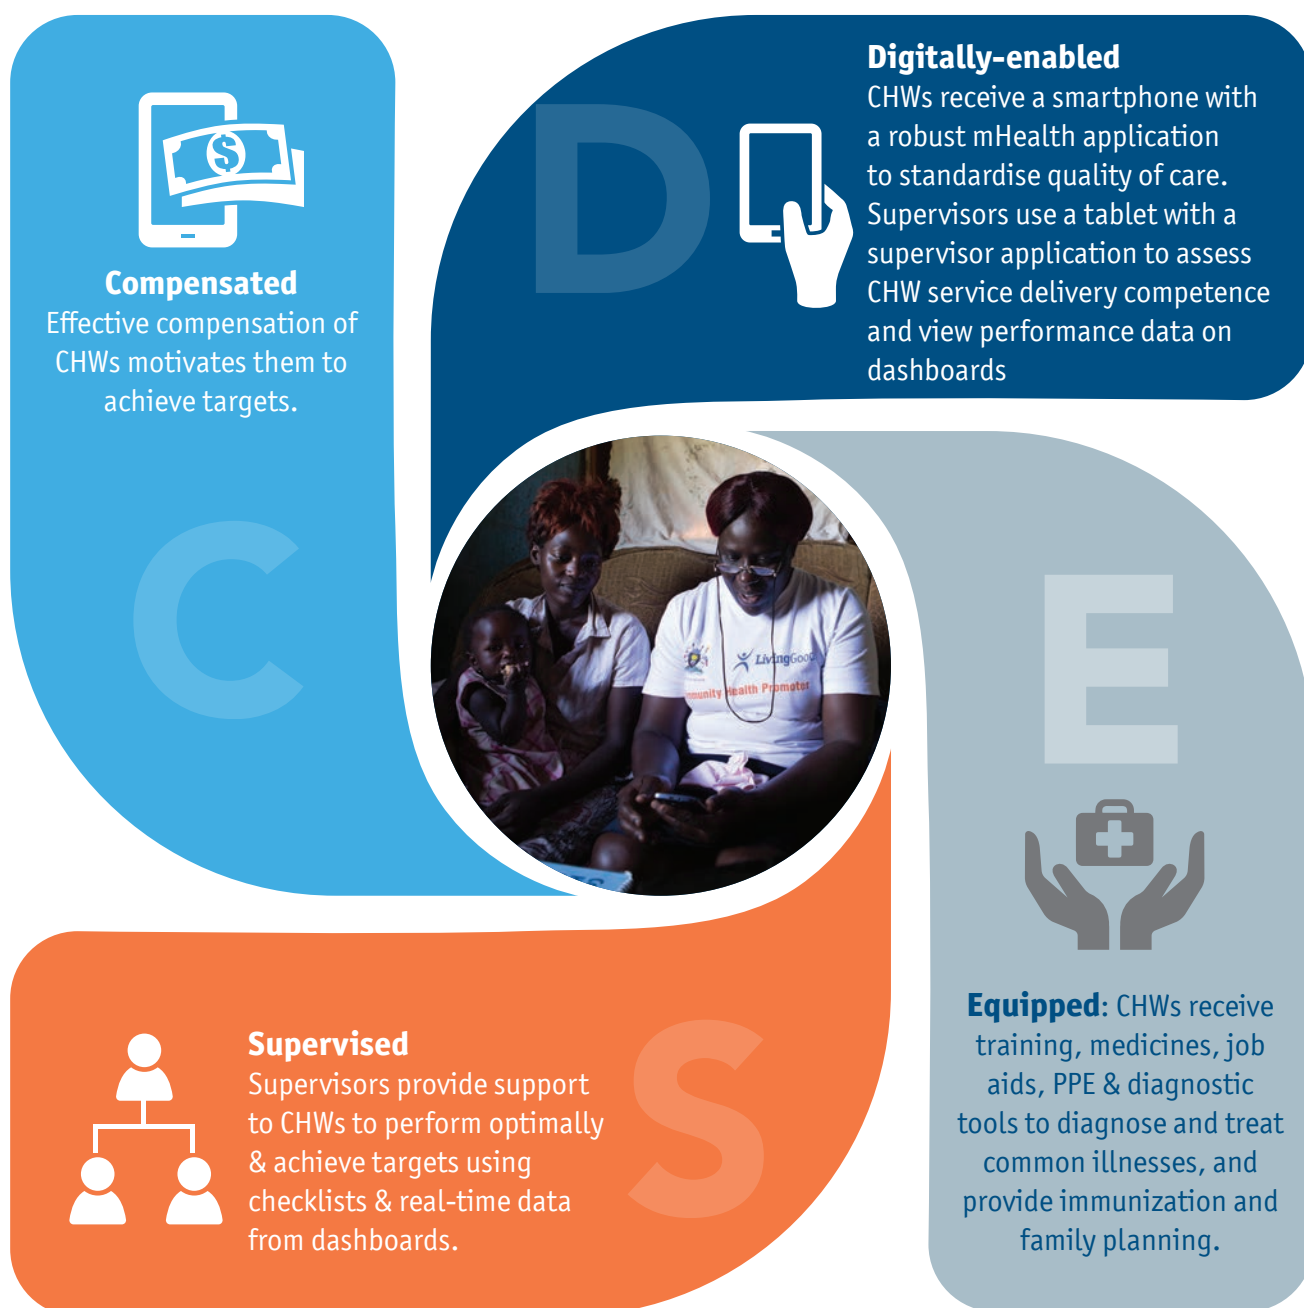 D
Digitally-enabled
CHWs receive a smartphone with
a robust mHealth application
to standardise quality of care.
Supervisors use a tablet with a
supervisor application to assess
CHW service delivery competence
and view performance data on
dashboards
$
Compensated
Effective compensation of
CHWs motivates them to
achieve targets.
C
E
Equipped: CHWs receive
training, medicines, job
aids, PPE & diagnostic
tools to diagnose and treat
common illnesses, and
provide immunization and
family planning.
LivingGood
mmunity Health Promoter
S
Supervised
Supervisors provide support
to CHWs to perform optimally
& achieve targets using
checklists & real-time data
from dashboards.